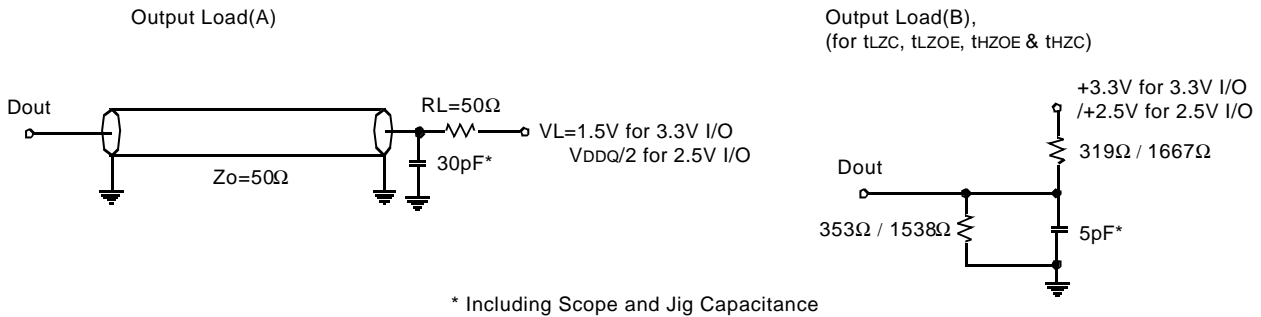 Output Load(A)
Dout
Zo=50Ω
RL=50Ω
30pF*
VL=1.5V for 3.3V I/O
VDDQ/2 for 2.5V I/O
Output Load(B),
(for tLZC, tLZOE, tHZOE & tHZC)
+3.3V for 3.3V I/O
/+2.5V for 2.5V I/O
319Ω / 1667Ω
Dout
353Ω / 1538Ω
5pF*
* Including Scope and Jig Capacitance